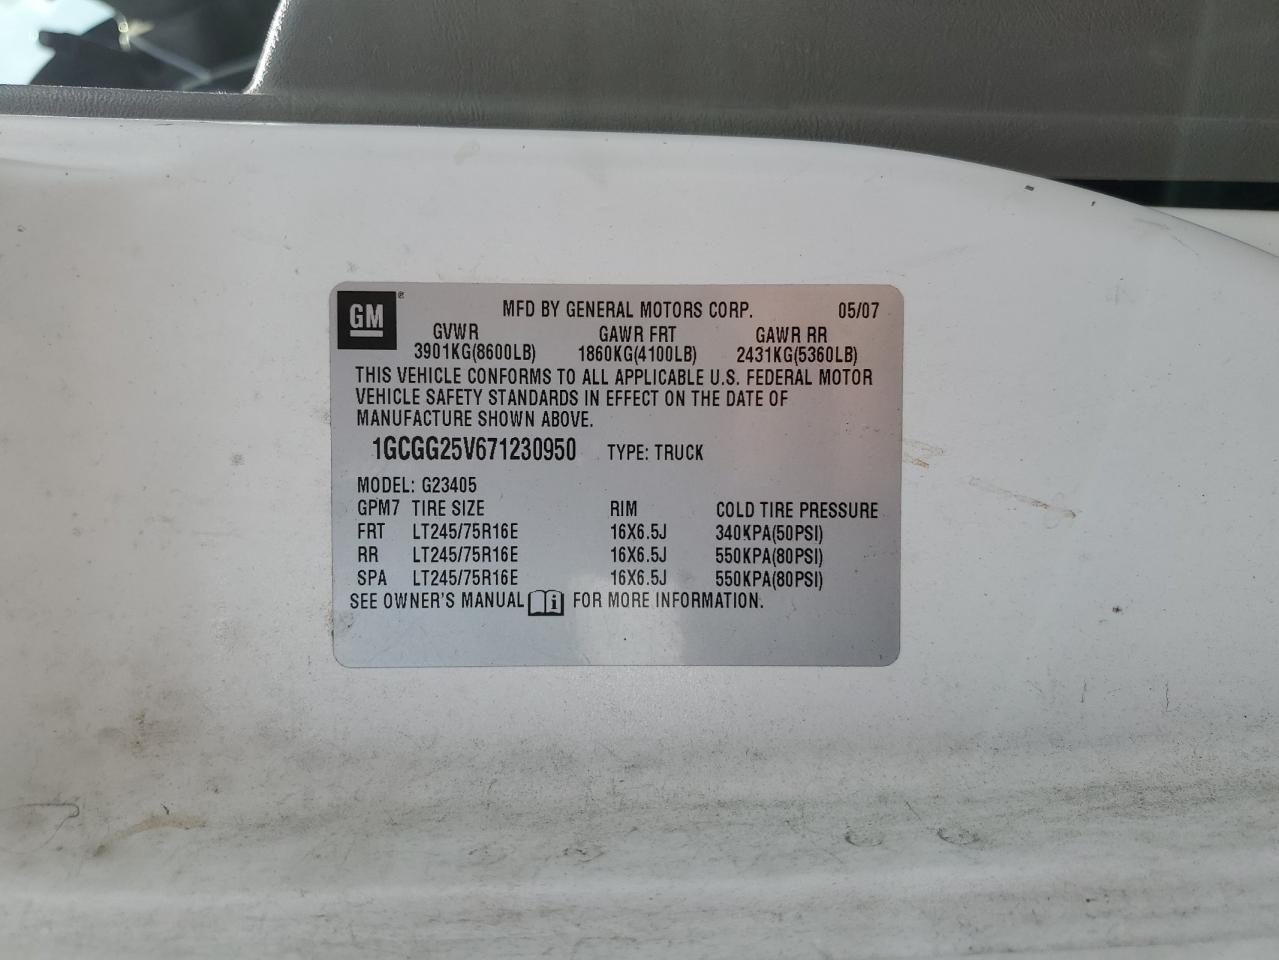 GM ® MFD BY GENERAL MOTORS CORP. 05/07
GVWR GAWR FRT GAWR RR
3901KG(8600LB) 1860KG(4100LB) 2431KG(5360LB)
THIS VEHICLE CONFORMS TO ALL APPLICABLE U.S. FEDERAL MOTOR
VEHICLE SAFETY STANDARDS IN EFFECT ON THE DATE OF
MANUFACTURE SHOWN ABOVE.
1GCGG25V671230950 TYPE: TRUCK
MODEL: G23405
GPM7 TIRE SIZE RIM COLD TIRE PRESSURE
FRT LT245/75R16E 16X6.5J 340KPA(50PSI)
RR LT245/75R16E 16X6.5J 550KPA(80PSI)
SPA LT245/75R16E 16X6.5J 550KPA(80PSI)
SEE OWNER'S MANUAL i FOR MORE INFORMATION.